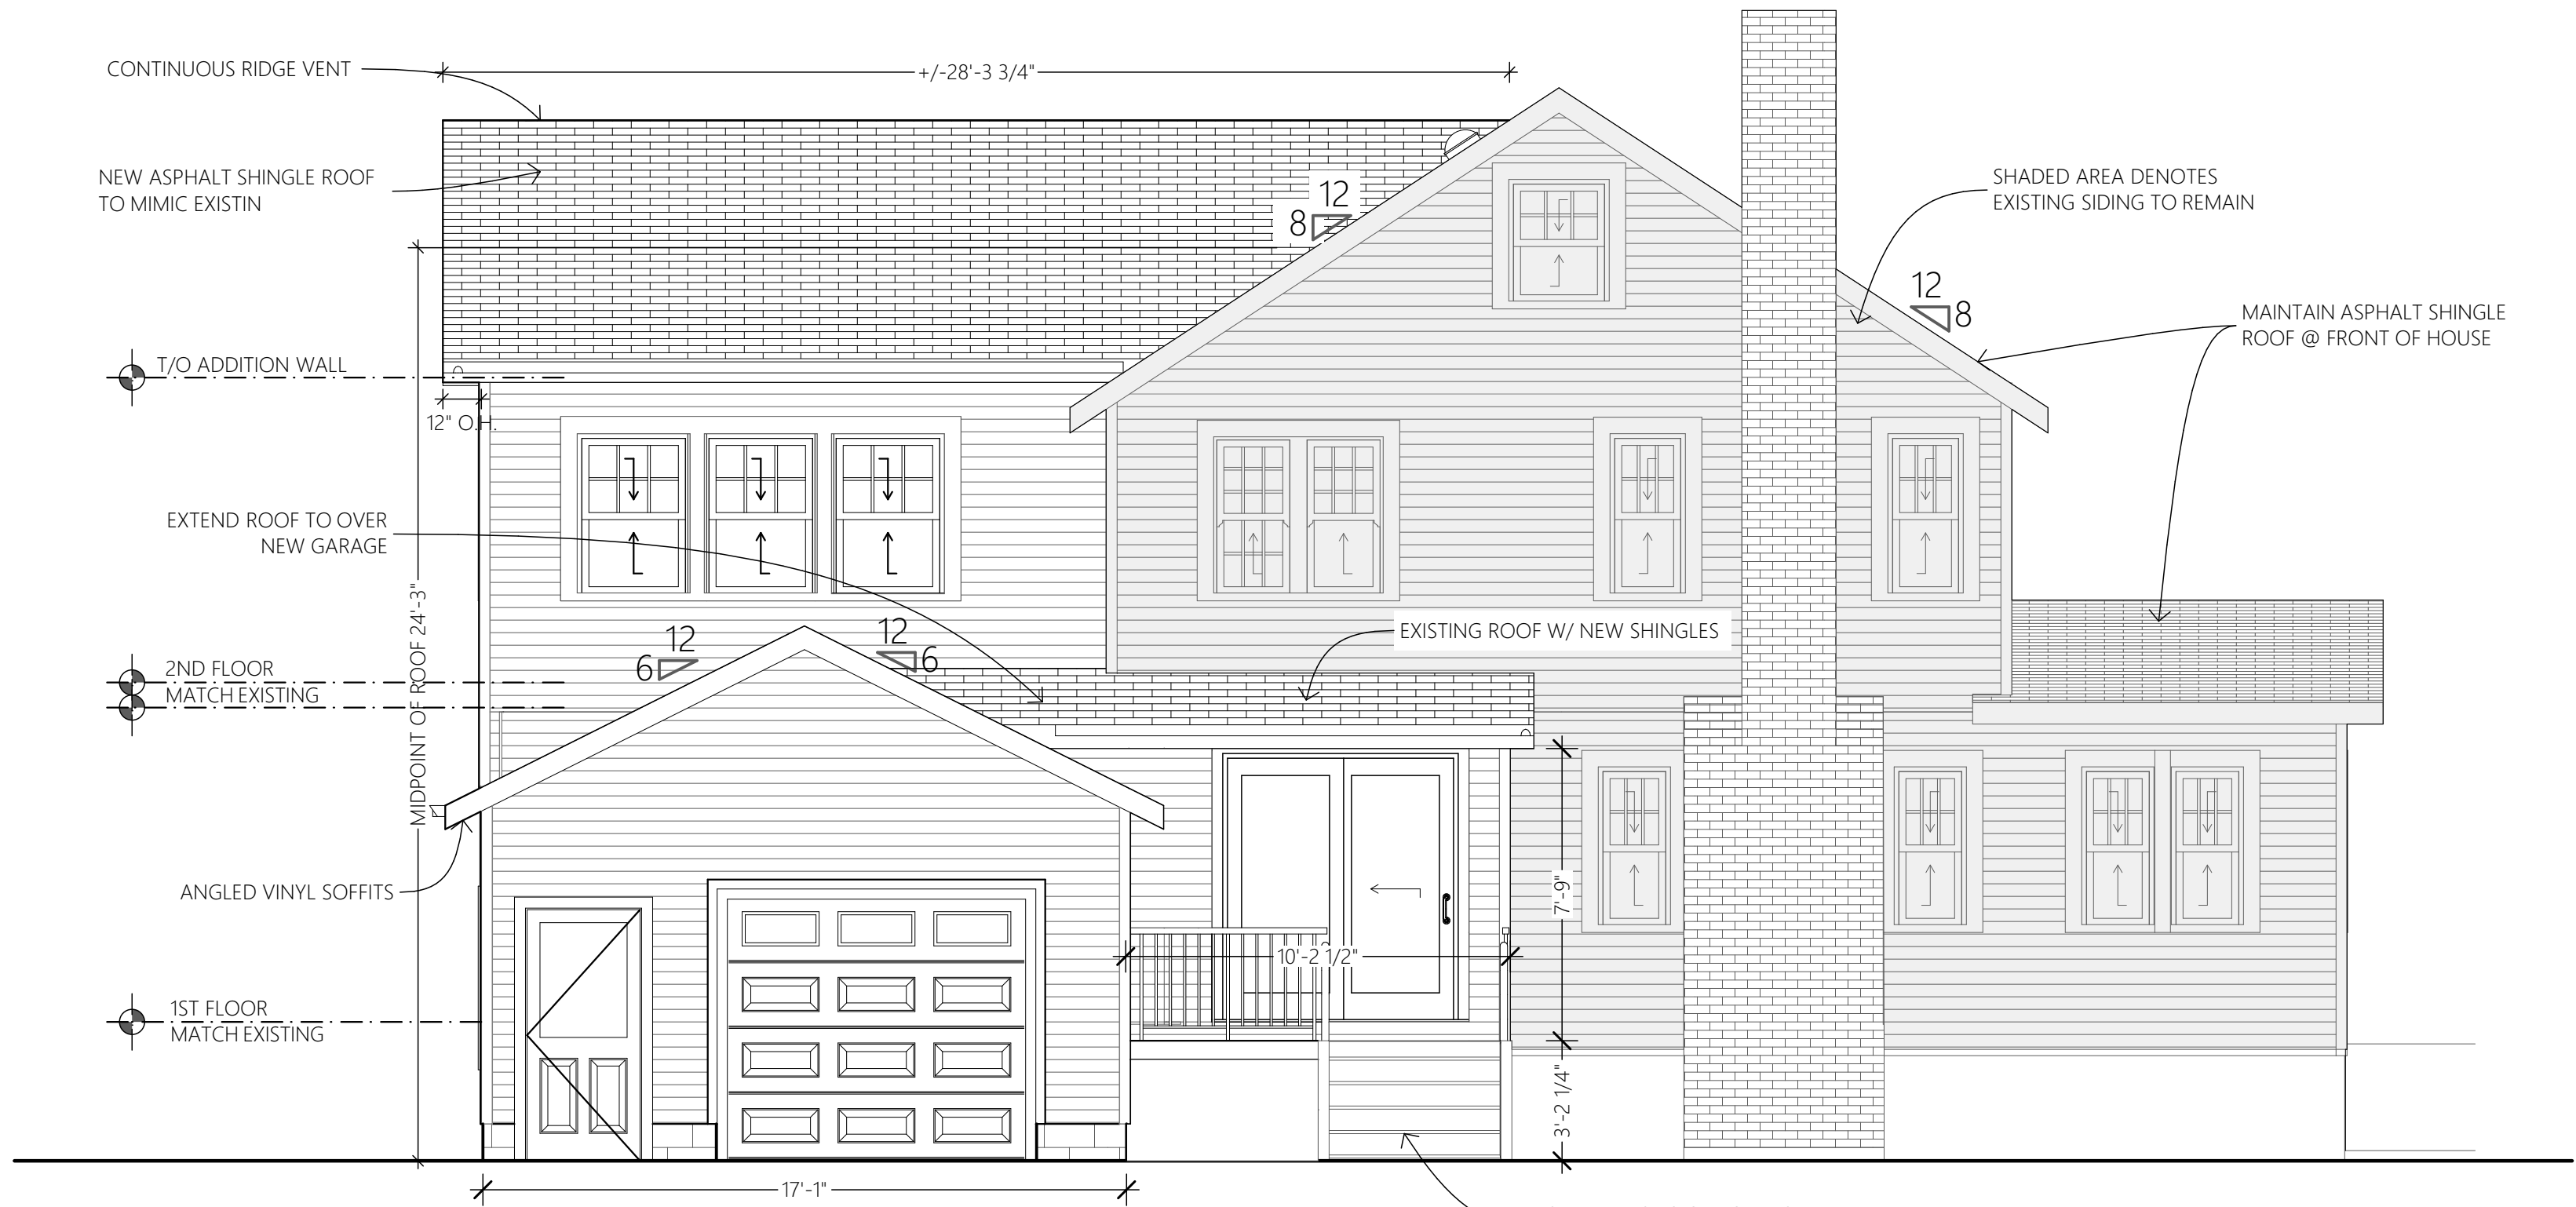 CONTINUOUS RIDGE VENT
+/-28'-3 3/4"
NEW ASPHALT SHINGLE ROOF
TO MIMIC EXISTIN
12
8
SHADED AREA DENOTES
EXISTING SIDING TO REMAIN
12
8
MAINTAIN ASPHALT SHINGLE
ROOF @ FRONT OF HOUSE
T/O ADDITION WALL
12" O.H.
EXTEND ROOF TO OVER
NEW GARAGE
MIDPOINT OF ROOF 24'-3"
12
6
12
6
EXISTING ROOF W/ NEW SHINGLES
2ND FLOOR
MATCH EXISTING
ANGLED VINYL SOFFITS
7'-9"
10'-2 1/2"
1ST FLOOR
MATCH EXISTING
3'-2 1/4"
17'-1"